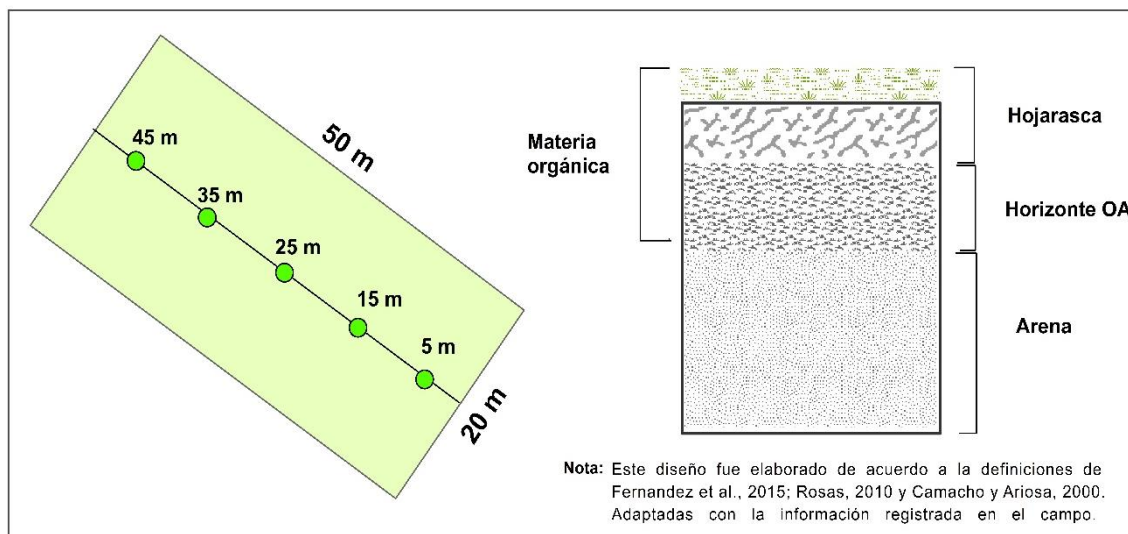 45 m
35 m
25 m
15 m
5 m
50 m
20 m
Materia
orgánica
Hojarasca
Horizonte OA
Arena
Nota: Este diseño fue elaborado de acuerdo a la definiciones de
Fernandez et al., 2015; Rosas, 2010 y Camacho y Ariosa, 2000.
Adaptadas con la información registrada en el campo.